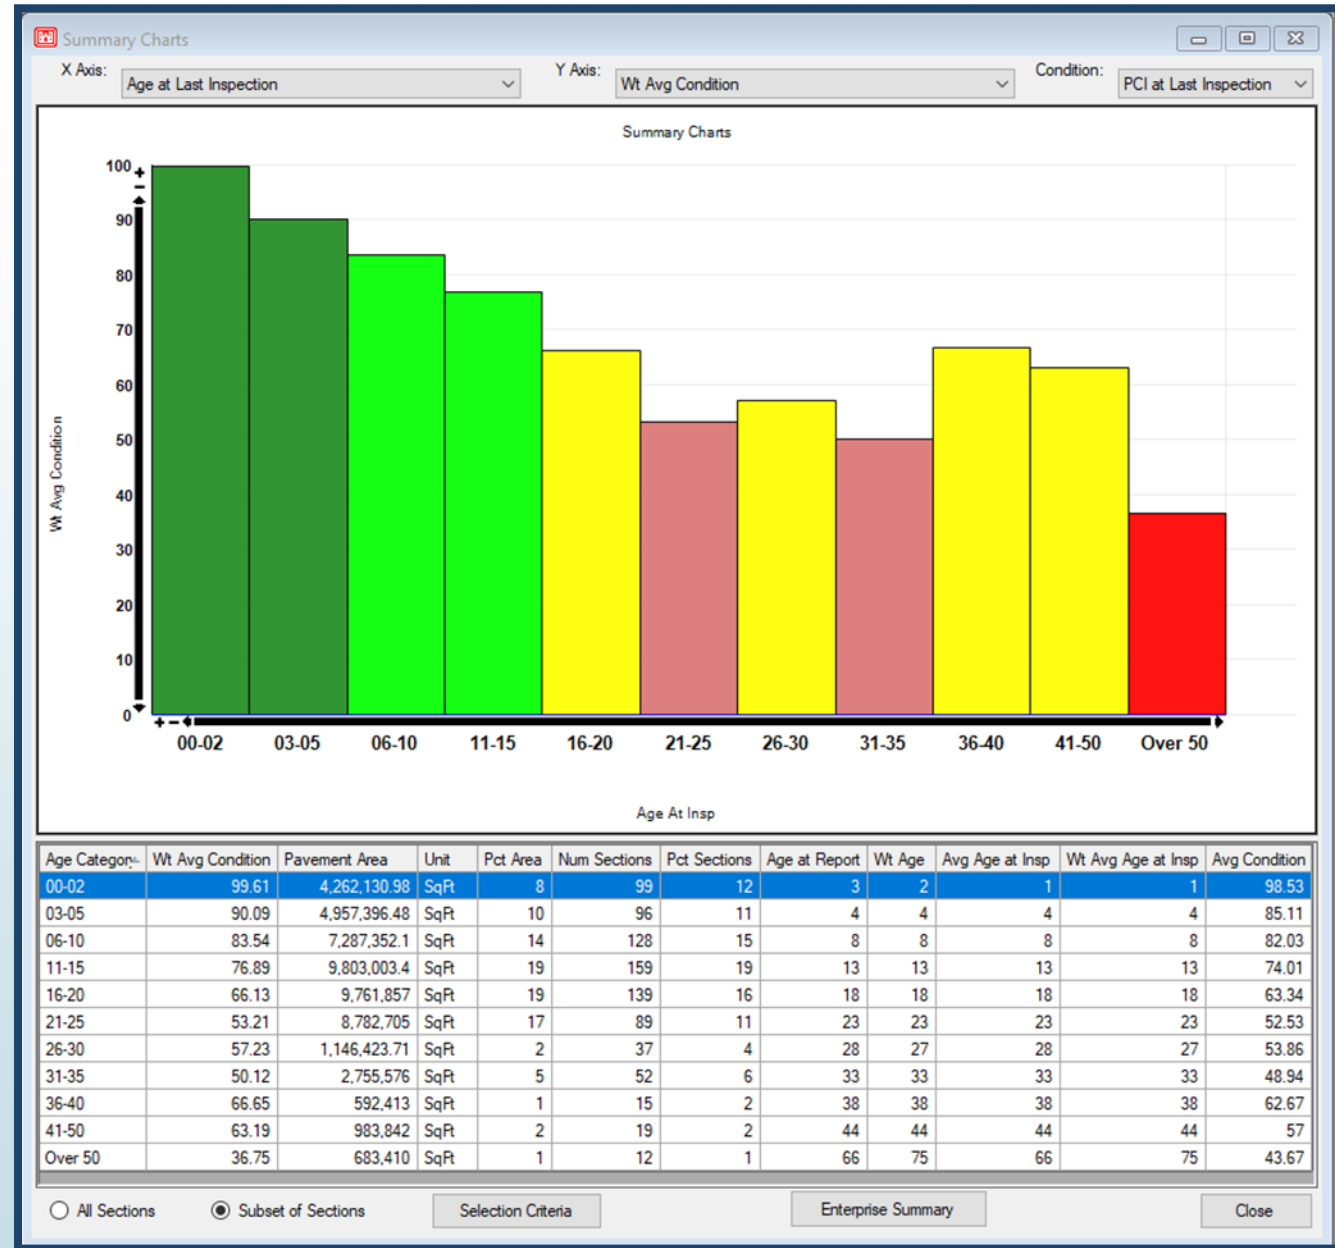 Summary Charts
X Axis: Age at Last Inspection Y Axis: Wt Avg Condition Condition: PCI at Last Inspection
Summary Charts
100
90
80
70
60
50
40
30
20
10
0
Wt Avg Condition
00-02 03-05 06-10 11-15 16-20 21-25 26-30 31-35 36-40 41-50 Over 50
Age At Insp
Age Category Wt Avg Condition Pavement Area Unit Pct Area Num Sections Pct Sections Age at Report Wt Age Avg Age at Insp Wt Avg Age at Insp Avg Condition
00-02 99.61 4,262,130.98 SqFt 8 99 12 3 2 1 1 98.53
03-05 90.09 4,957,396.48 SqFt 10 96 11 4 4 4 4 85.11
06-10 83.54 7,287,352.1 SqFt 14 128 15 8 8 8 8 82.03
11-15 76.89 9,803,003.4 SqFt 19 159 19 13 13 13 13 74.01
16-20 66.13 9,761,857 SqFt 19 139 16 18 18 18 18 63.34
21-25 53.21 8,782,705 SqFt 17 89 11 23 23 23 23 52.53
26-30 57.23 1,146,423.71 SqFt 2 37 4 28 27 28 27 53.86
31-35 50.12 2,755,576 SqFt 5 52 6 33 33 33 33 48.94
36-40 66.65 592,413 SqFt 1 15 2 38 38 38 38 62.67
41-50 63.19 983,842 SqFt 2 19 2 44 44 44 44 57
Over 50 36.75 683,410 SqFt 1 12 1 66 75 66 75 43.67
All Sections Subset of Sections Selection Criteria Enterprise Summary Close